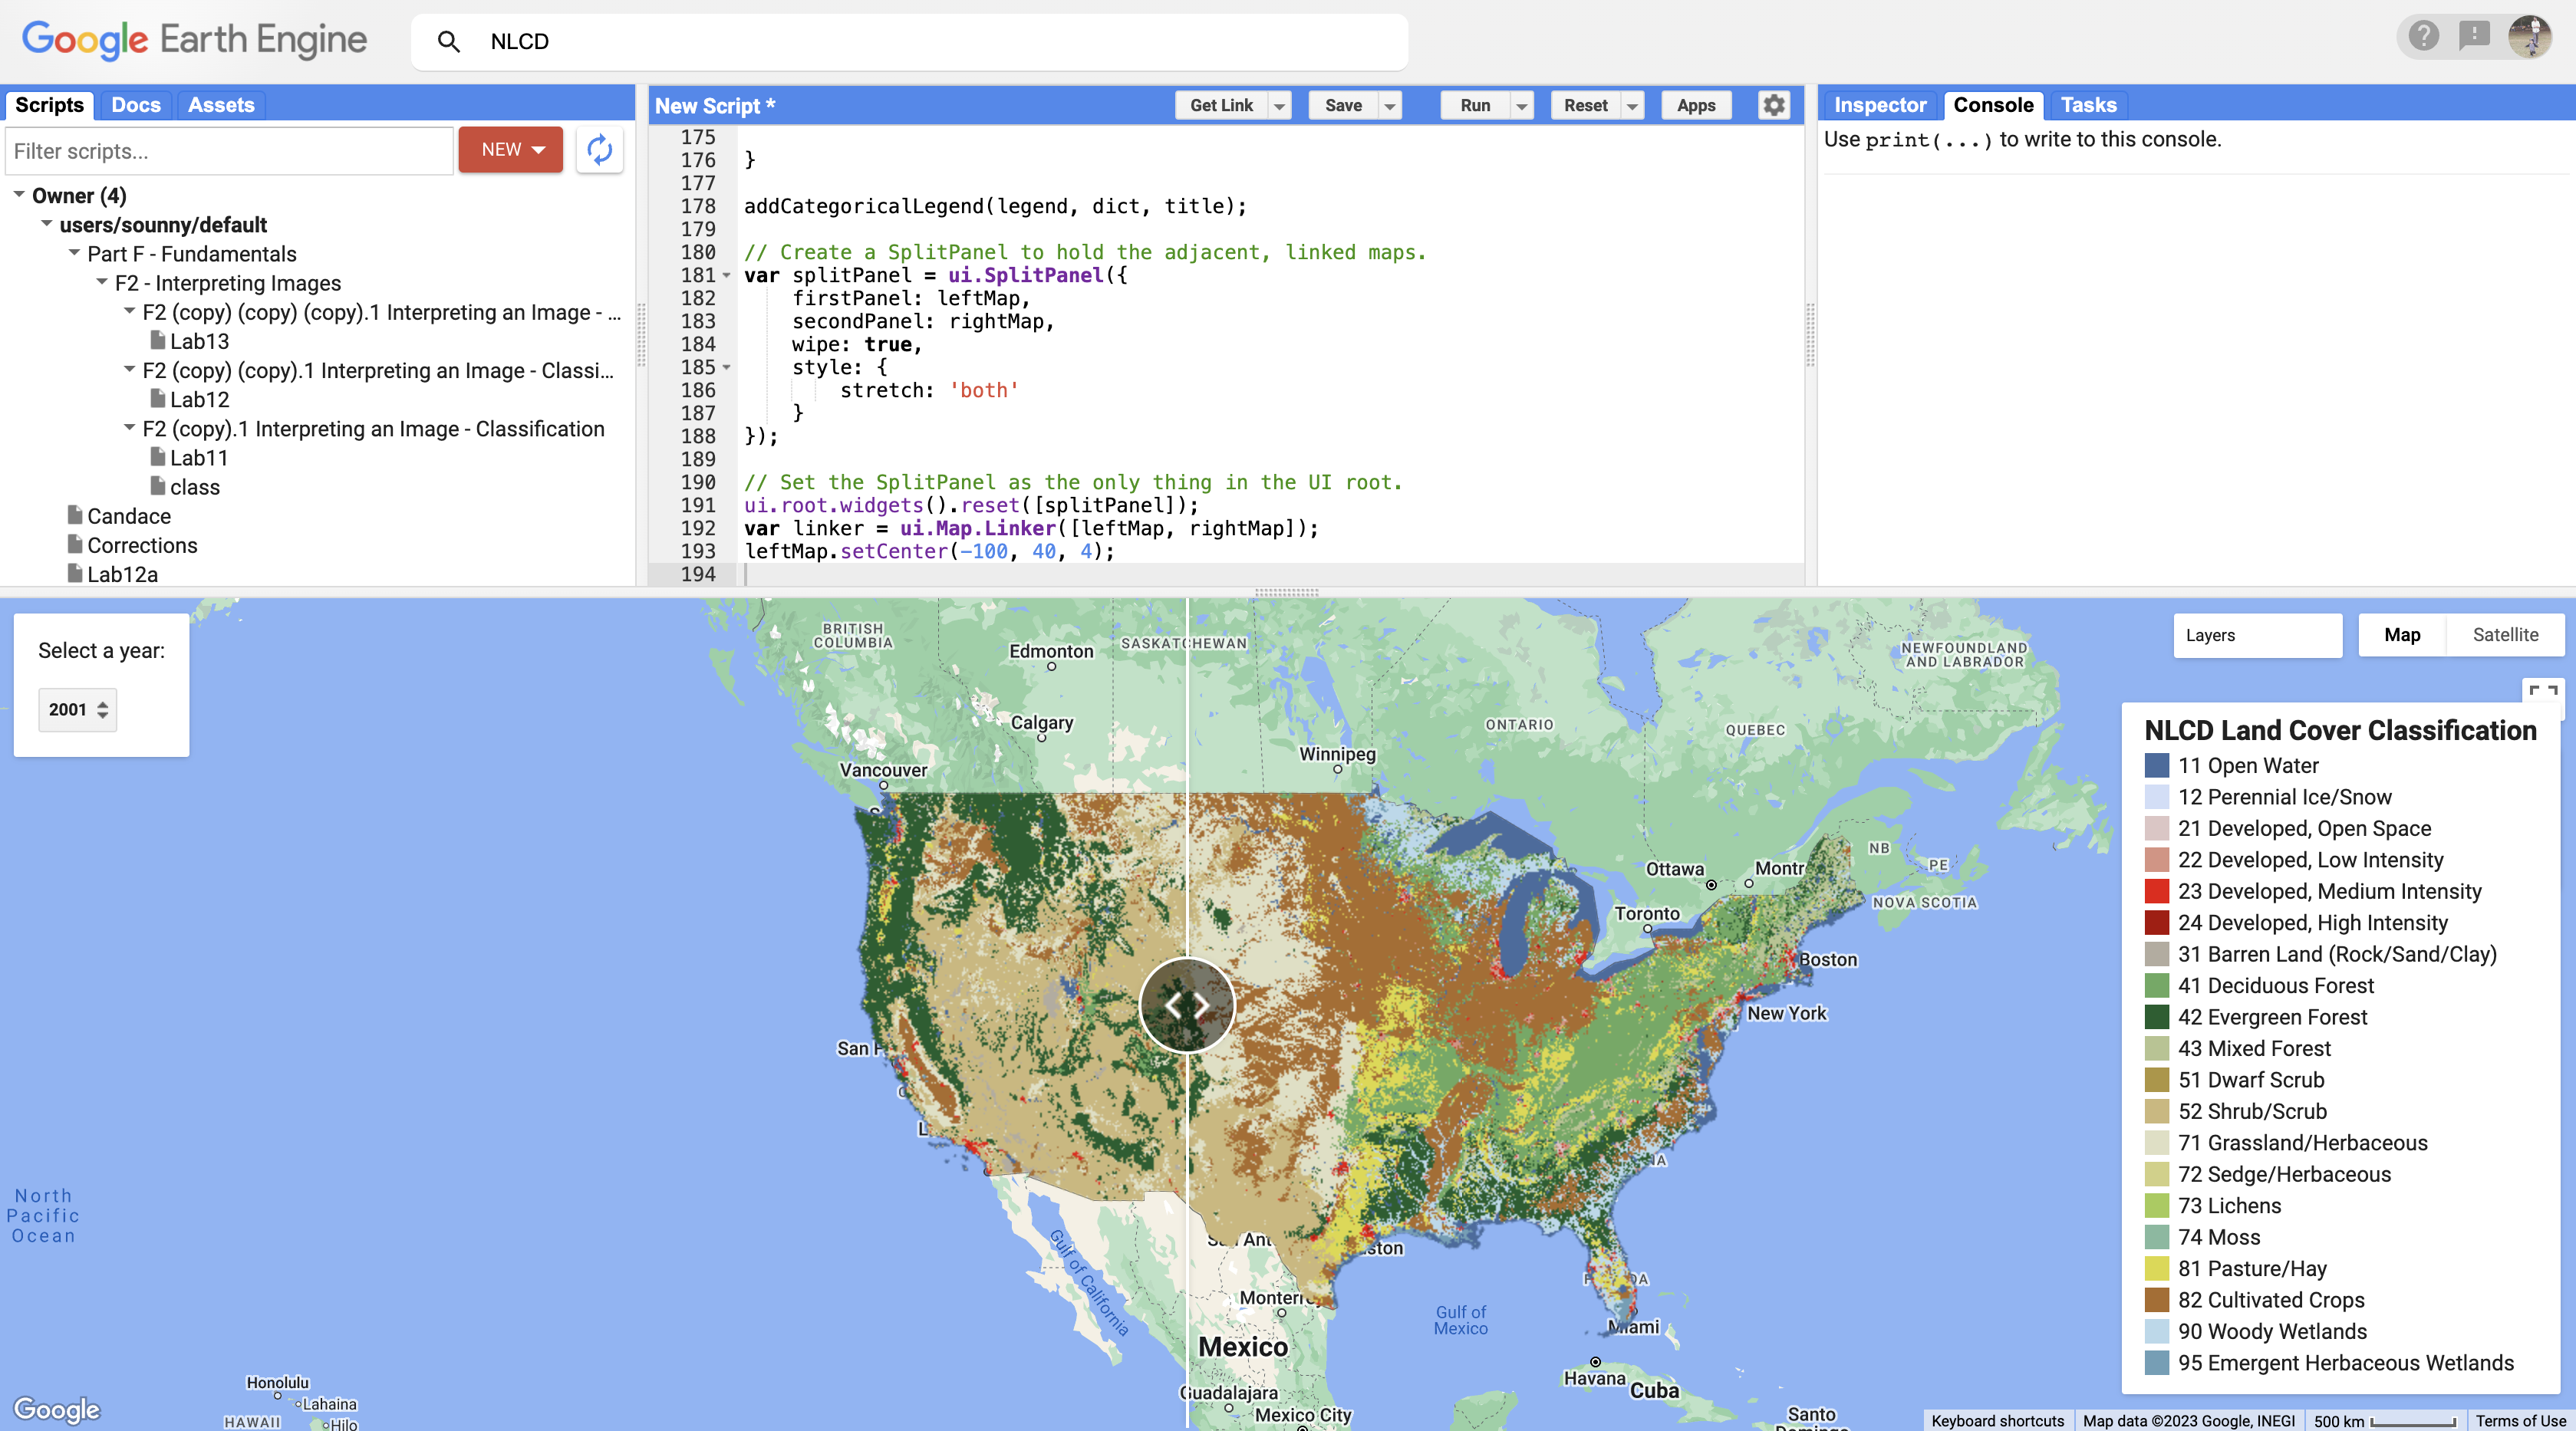 Google Earth Engine
NLCD
Scripts Docs Assets
Filter scripts...
NEW
Owner (4)
users/sounny/default
Part F - Fundamentals
F2 - Interpreting Images
F2 (copy) (copy) (copy).1 Interpreting an Image - ...
Lab13
F2 (copy) (copy).1 Interpreting an Image - Classi...
Lab12
F2 (copy).1 Interpreting an Image - Classification
Lab11
class
Candace
Corrections
Lab12a
New Script *
Get Link Save Run Reset Apps
175
176 }
177
178 addCategoricalLegend(legend, dict, title);
179
180 // Create a SplitPanel to hold the adjacent, linked maps.
181 var splitPanel = ui.SplitPanel({
182 firstPanel: leftMap,
183 secondPanel: rightMap,
184 wipe: true,
185 style: {
186 stretch: 'both'
187 }
188 });
189
190 // Set the SplitPanel as the only thing in the UI root.
191 ui.root.widgets().reset([splitPanel]);
192 var linker = ui.Map.Linker([leftMap, rightMap]);
193 leftMap.setCenter(-100, 40, 4);
194
Inspector Console Tasks
Use print(...) to write to this console.
Select a year:
2001
Layers
Map Satellite
BRITISH
COLUMBIA
Edmonton
SASKATCHEWAN
Calgary
Vancouver
Winnipeg
ONTARIO
QUEBEC
NEWFOUNDLAND
AND LABRADOR
NB
PE
NOVA SCOTIA
Ottawa
Montr
Toronto
Boston
New York
San F
L
North
Pacific
Ocean
Gulf of California
Monterre
Mexico
Gulf of
Mexico
Miami
Havana
Cuba
Guadalajara
Mexico City
Santo
Honolulu
Lahaina
HAWAII
Hilo
NLCD Land Cover Classification
11 Open Water
12 Perennial Ice/Snow
21 Developed, Open Space
22 Developed, Low Intensity
23 Developed, Medium Intensity
24 Developed, High Intensity
31 Barren Land (Rock/Sand/Clay)
41 Deciduous Forest
42 Evergreen Forest
43 Mixed Forest
51 Dwarf Scrub
52 Shrub/Scrub
71 Grassland/Herbaceous
72 Sedge/Herbaceous
73 Lichens
74 Moss
81 Pasture/Hay
82 Cultivated Crops
90 Woody Wetlands
95 Emergent Herbaceous Wetlands
Google
Keyboard shortcuts Map data ©2023 Google, INEGI 500 km Terms of Use